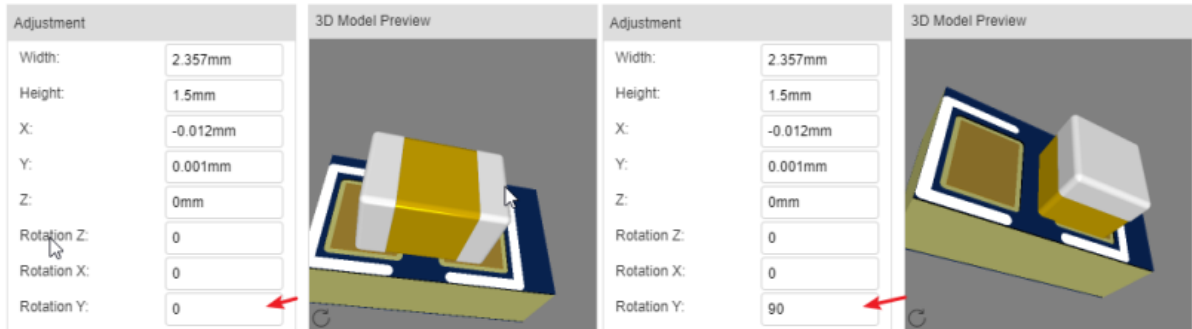 Adjustment
Width: 2.357mm
Height: 1.5mm
X: -0.012mm
Y: 0.001mm
Z: 0mm
Rotation Z: 0
Rotation X: 0
Rotation Y: 0
3D Model Preview
Adjustment
Width: 2.357mm
Height: 1.5mm
X: -0.012mm
Y: 0.001mm
Z: 0mm
Rotation Z: 0
Rotation X: 0
Rotation Y: 90
3D Model Preview